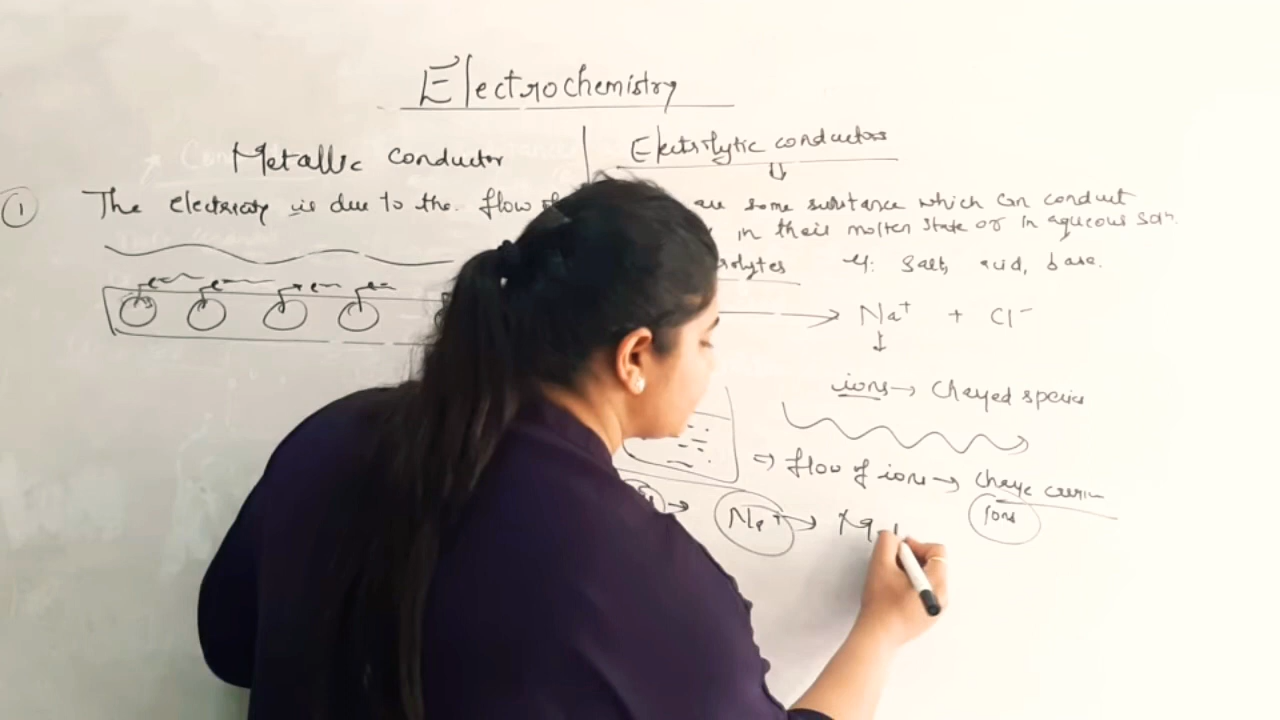 Electrochemistry
Metallic conductor
Electrolytic conductors
1 The electricity is due to the flow
are some substance which can conduct
in their molten state or in aqueous soln.
rolytes eg: Salt, acid, base.
e- e- e- e-
Na+ + Cl-
ions → Charged species
⇒ flow of ions → Charge carrier
Na+ →
Ions